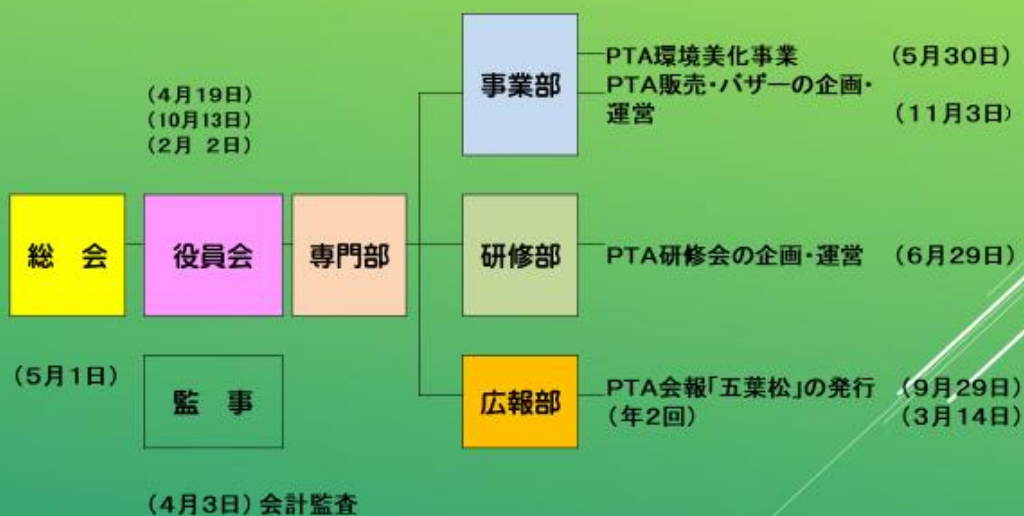 (4月19日)
(10月13日)
(2月 2日)
総 会
役員会
専門部
(5月1日)
監 事
(4月3日) 会計監査
事業部
PTA環境美化事業 (5月30日)
PTA販売・バザーの企画・
運営 (11月3日)
研修部
PTA研修会の企画・運営 (6月29日)
広報部
PTA会報「五葉松」の発行 (9月29日)
(年2回) (3月14日)